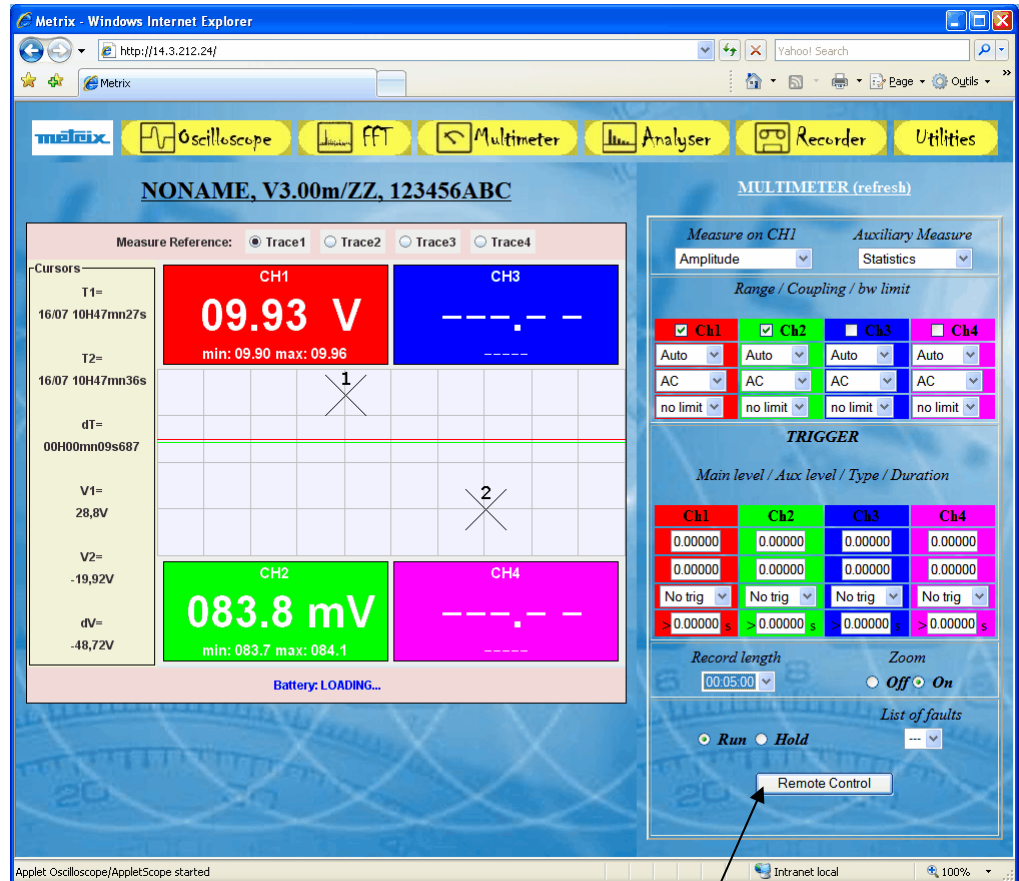 Metrix - Windows Internet Explorer
http://14.3.212.24/
Yahoo! Search
Metrix
Page
Outils
»
metrix
Oscilloscope
FFT
Multimeter
Analyser
Recorder
Utilities
NONAME, V3.00m/ZZ, 123456ABC
Measure Reference: Trace1 Trace2 Trace3 Trace4
Cursors
T1=
16/07 10H47mn27s
T2=
16/07 10H47mn36s
dT=
00H00mn09s687
V1=
28,8V
V2=
-19,92V
dV=
-48,72V
CH1
09.93 V
min: 09.90 max: 09.96
CH3
---.- -
-----
1
2
CH2
083.8 mV
min: 083.7 max: 084.1
CH4
---.- -
-----
Battery: LOADING...
MULTIMETER (refresh)
Measure on CH1 Auxiliary Measure
Amplitude Statistics
Range / Coupling / bw limit
Ch1 Ch2 Ch3 Ch4
Auto Auto Auto Auto
AC AC AC AC
no limit no limit no limit no limit
TRIGGER
Main level / Aux level / Type / Duration
Ch1 Ch2 Ch3 Ch4
0.00000 0.00000 0.00000 0.00000
0.00000 0.00000 0.00000 0.00000
No trig No trig No trig No trig
> 0.00000 s > 0.00000 s > 0.00000 s > 0.00000 s
Record length Zoom
00:05:00 Off On
List of faults
Run Hold ---
Remote Control
Applet Oscilloscope/AppletScope started
Intranet local
100%